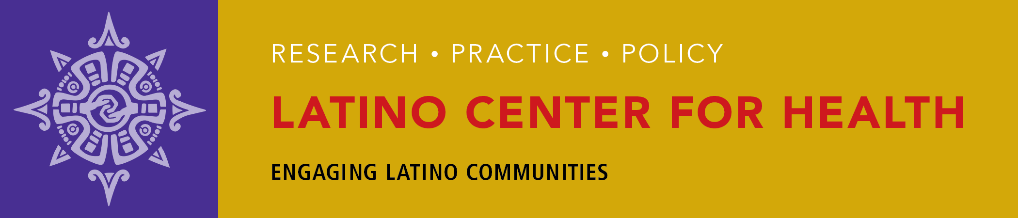 RESEARCH • PRACTICE • POLICY
LATINO CENTER FOR HEALTH
ENGAGING LATINO COMMUNITIES